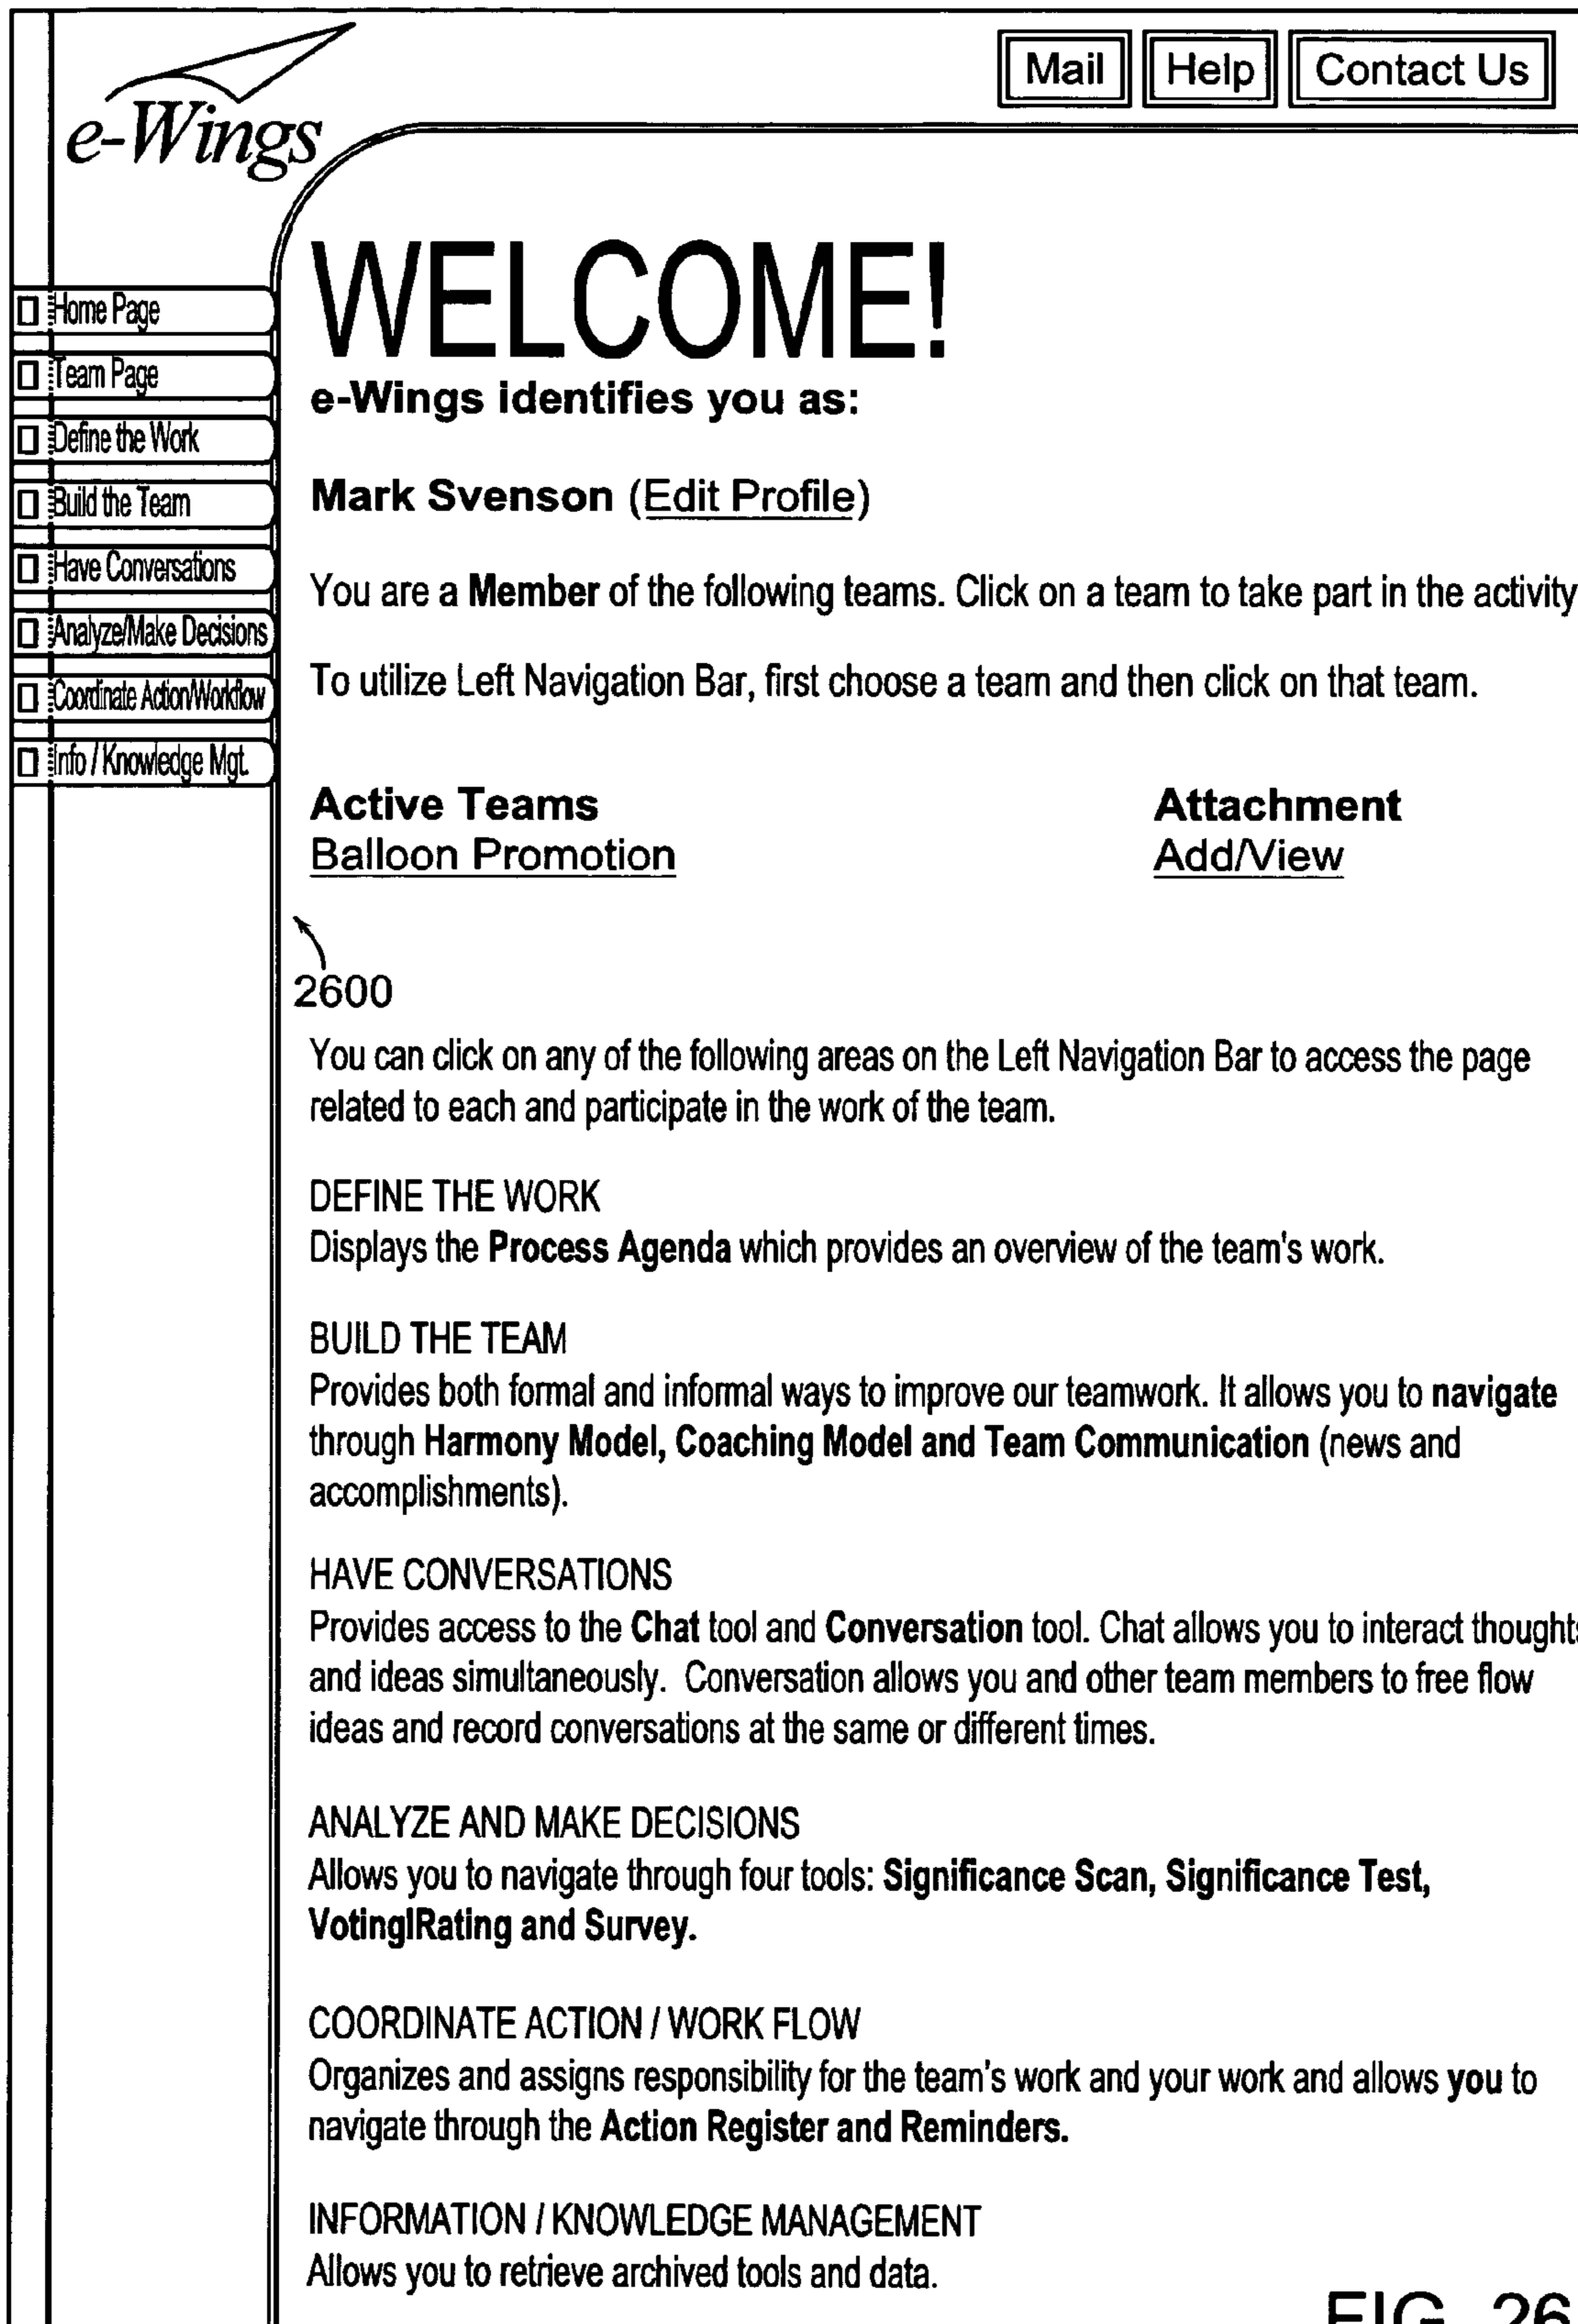 e-Wings
Mail Help Contact Us
WELCOME!
e-Wings identifies you as:
Mark Svenson (Edit Profile)
You are a Member of the following teams. Click on a team to take part in the activity
To utilize Left Navigation Bar, first choose a team and then click on that team.
Home Page
Team Page
Define the Work
Build the Team
Have Conversations
Analyze/Make Decisions
Coordinate Action/Workflow
Info / Knowledge Mgt.
Active Teams Attachment
Balloon Promotion Add/View
2600
You can click on any of the following areas on the Left Navigation Bar to access the page
related to each and participate in the work of the team.
DEFINE THE WORK
Displays the Process Agenda which provides an overview of the team's work.
BUILD THE TEAM
Provides both formal and informal ways to improve our teamwork. It allows you to navigate
through Harmony Model, Coaching Model and Team Communication (news and
accomplishments).
HAVE CONVERSATIONS
Provides access to the Chat tool and Conversation tool. Chat allows you to interact thoughts
and ideas simultaneously. Conversation allows you and other team members to free flow
ideas and record conversations at the same or different times.
ANALYZE AND MAKE DECISIONS
Allows you to navigate through four tools: Significance Scan, Significance Test,
Voting|Rating and Survey.
COORDINATE ACTION / WORK FLOW
Organizes and assigns responsibility for the team's work and your work and allows you to
navigate through the Action Register and Reminders.
INFORMATION / KNOWLEDGE MANAGEMENT
Allows you to retrieve archived tools and data.
FIG. 26